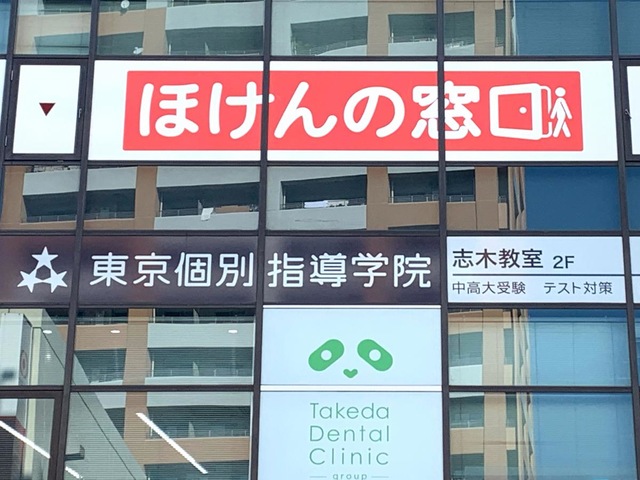 ほけんの窓口
東京個別指導学院
志木教室 2F
中高大受験 テスト対策
Takeda
Dental
Clinic
group